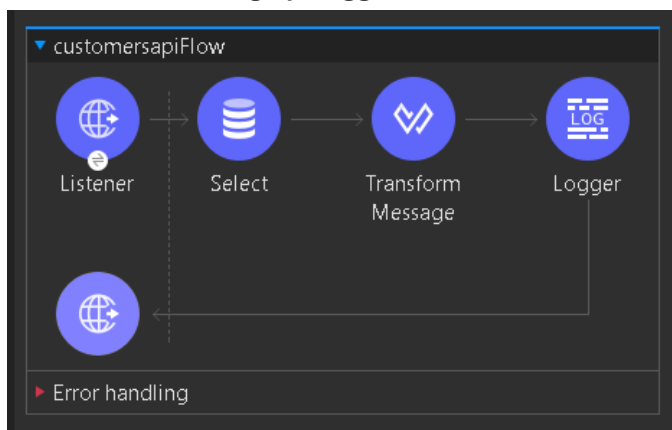 customersapiFlow
LOG
Listener
Select
Transform
Message
Logger
Error handling